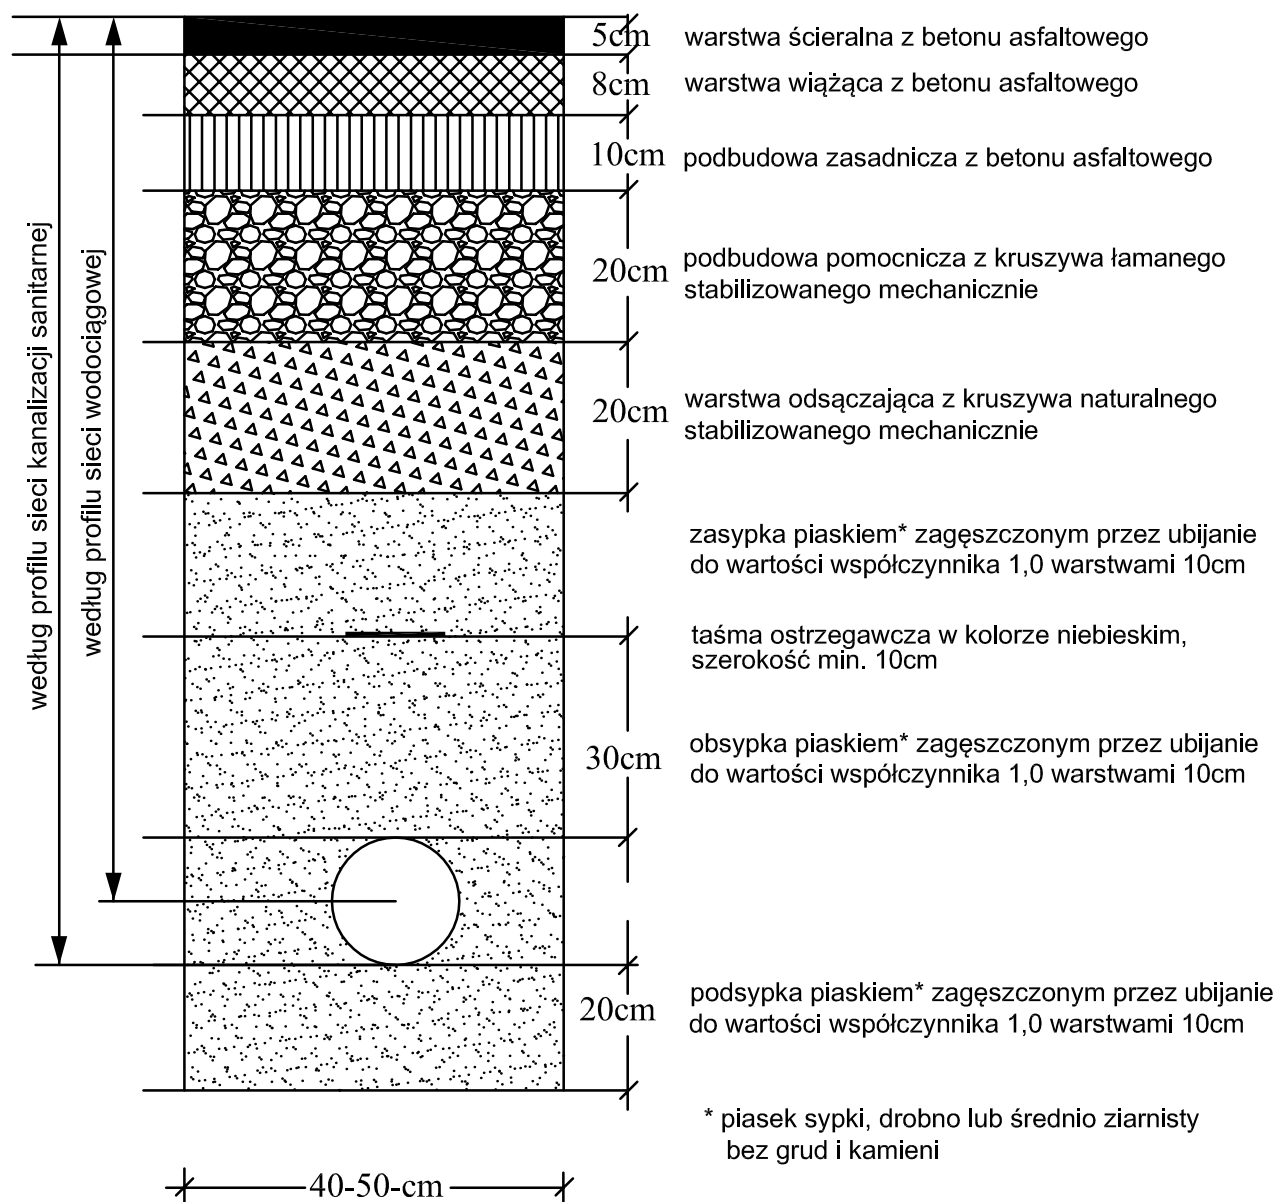 5cm warstwa ścieralna z betonu asfaltowego
8cm warstwa wiążąca z betonu asfaltowego
10cm podbudowa zasadnicza z betonu asfaltowego
20cm podbudowa pomocnicza z kruszywa łamanego
stabilizowanego mechanicznie
20cm warstwa odsączająca z kruszywa naturalnego
stabilizowanego mechanicznie
zasypka piaskiem* zagęszczonym przez ubijanie
do wartości współczynnika 1,0 warstwami 10cm
taśma ostrzegawcza w kolorze niebieskim,
szerokość min. 10cm
30cm obsypka piaskiem* zagęszczonym przez ubijanie
do wartości współczynnika 1,0 warstwami 10cm
20cm podsypka piaskiem* zagęszczonym przez ubijanie
do wartości współczynnika 1,0 warstwami 10cm
* piasek sypki, drobno lub średnio ziarnisty
bez grud i kamieni
40-50-cm
według profilu sieci kanalizacji sanitarnej
według profilu sieci wodociągowej